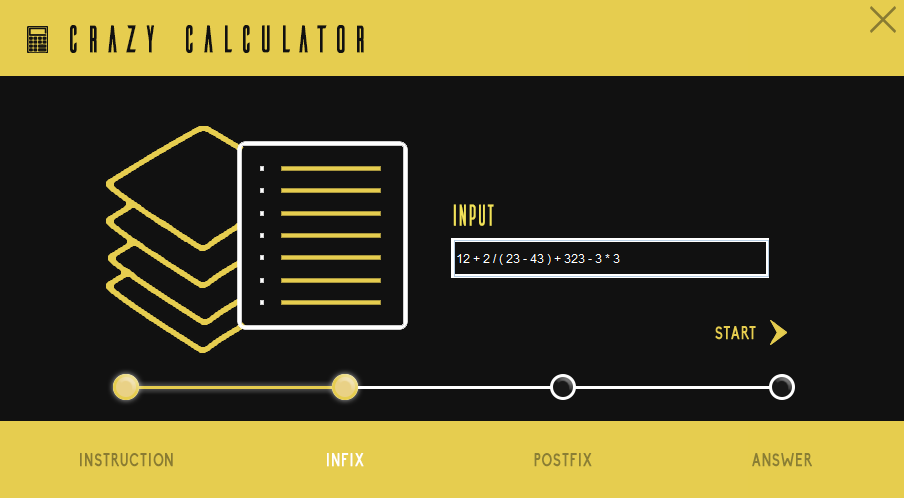 CRAZY CALCULATOR
INPUT
12 + 2 / ( 23 - 43 ) + 323 - 3 * 3
START
INSTRUCTION
INFIX
POSTFIX
ANSWER